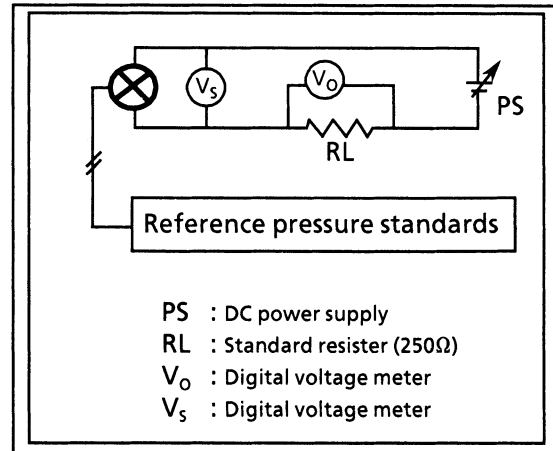 Vs
Vo
PS
RL
Reference pressure standards
PS : DC power supply
RL : Standard resister (250Ω)
Vo : Digital voltage meter
Vs : Digital voltage meter